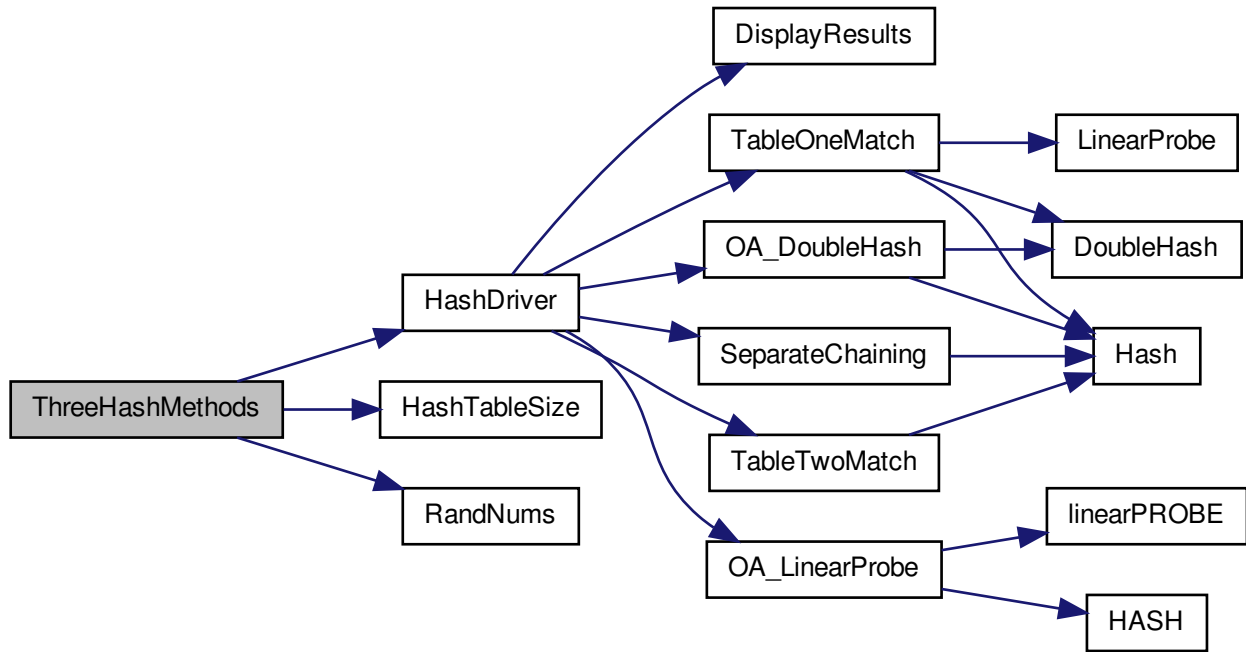 DisplayResults
TableOneMatch
LinearProbe
OA_DoubleHash
DoubleHash
HashDriver
SeparateChaining
Hash
ThreeHashMethods
HashTableSize
TableTwoMatch
RandNums
linearPROBE
OA_LinearProbe
HASH